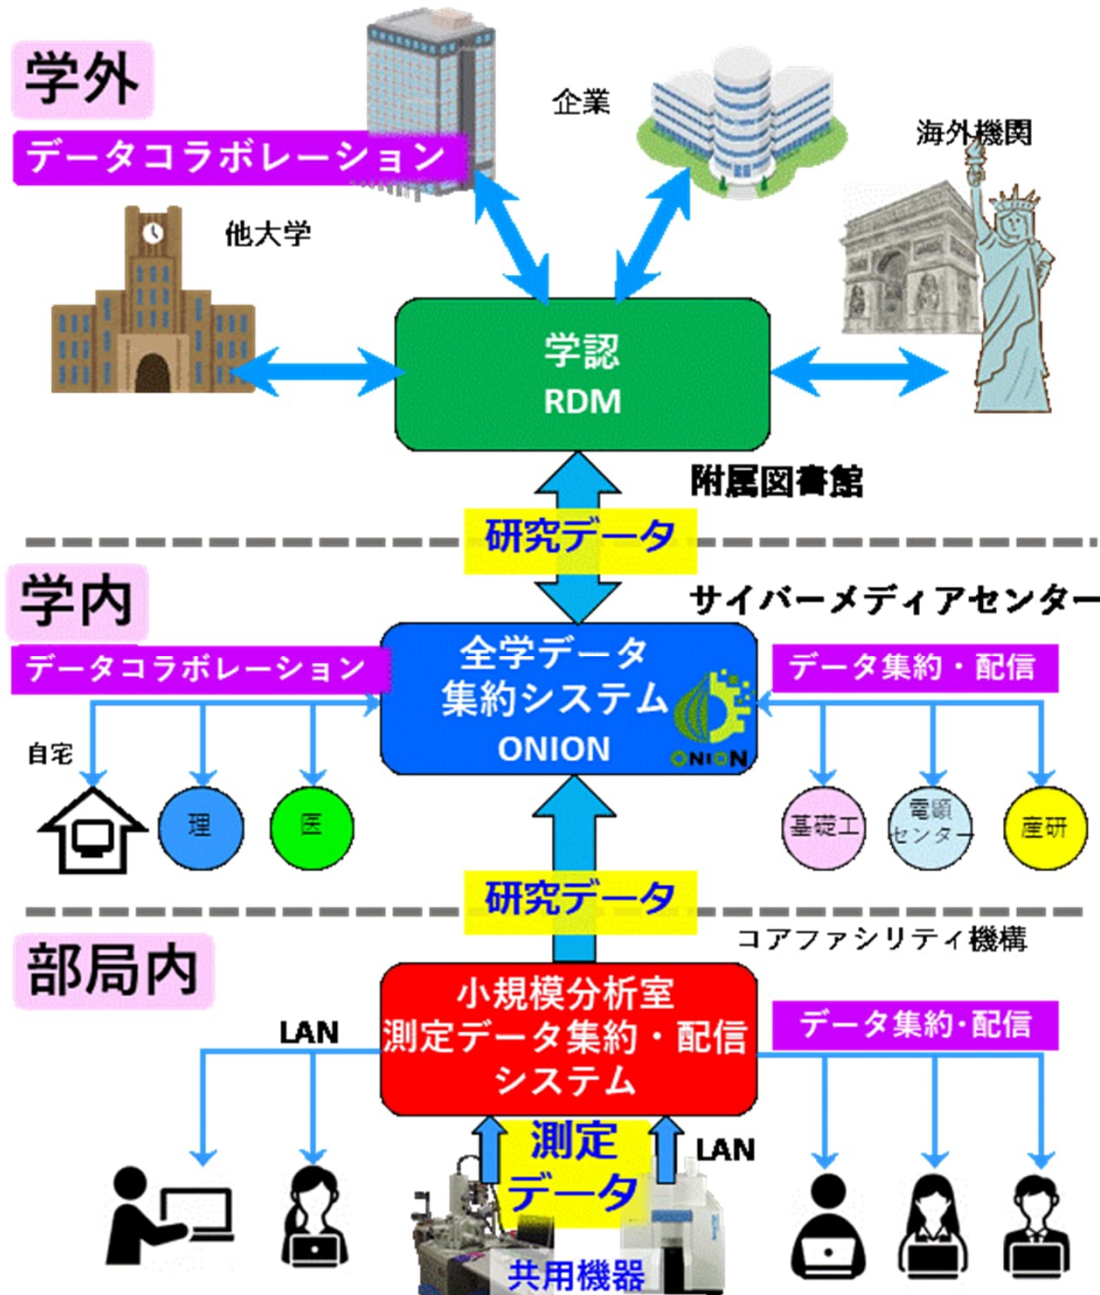 学外
データコラボレーション
企業
海外機関
他大学
学認
RDM
附属図書館
研究データ
学内
サイバーメディアセンター
データコラボレーション
全学データ
集約システム
ONION
ONION
データ集約・配信
自宅
理
医
基礎工
電顕
センター
産研
研究データ
コアファシリティ機構
部局内
LAN
小規模分析室
測定データ集約・配信
システム
データ集約・配信
測定
データ
LAN
共用機器